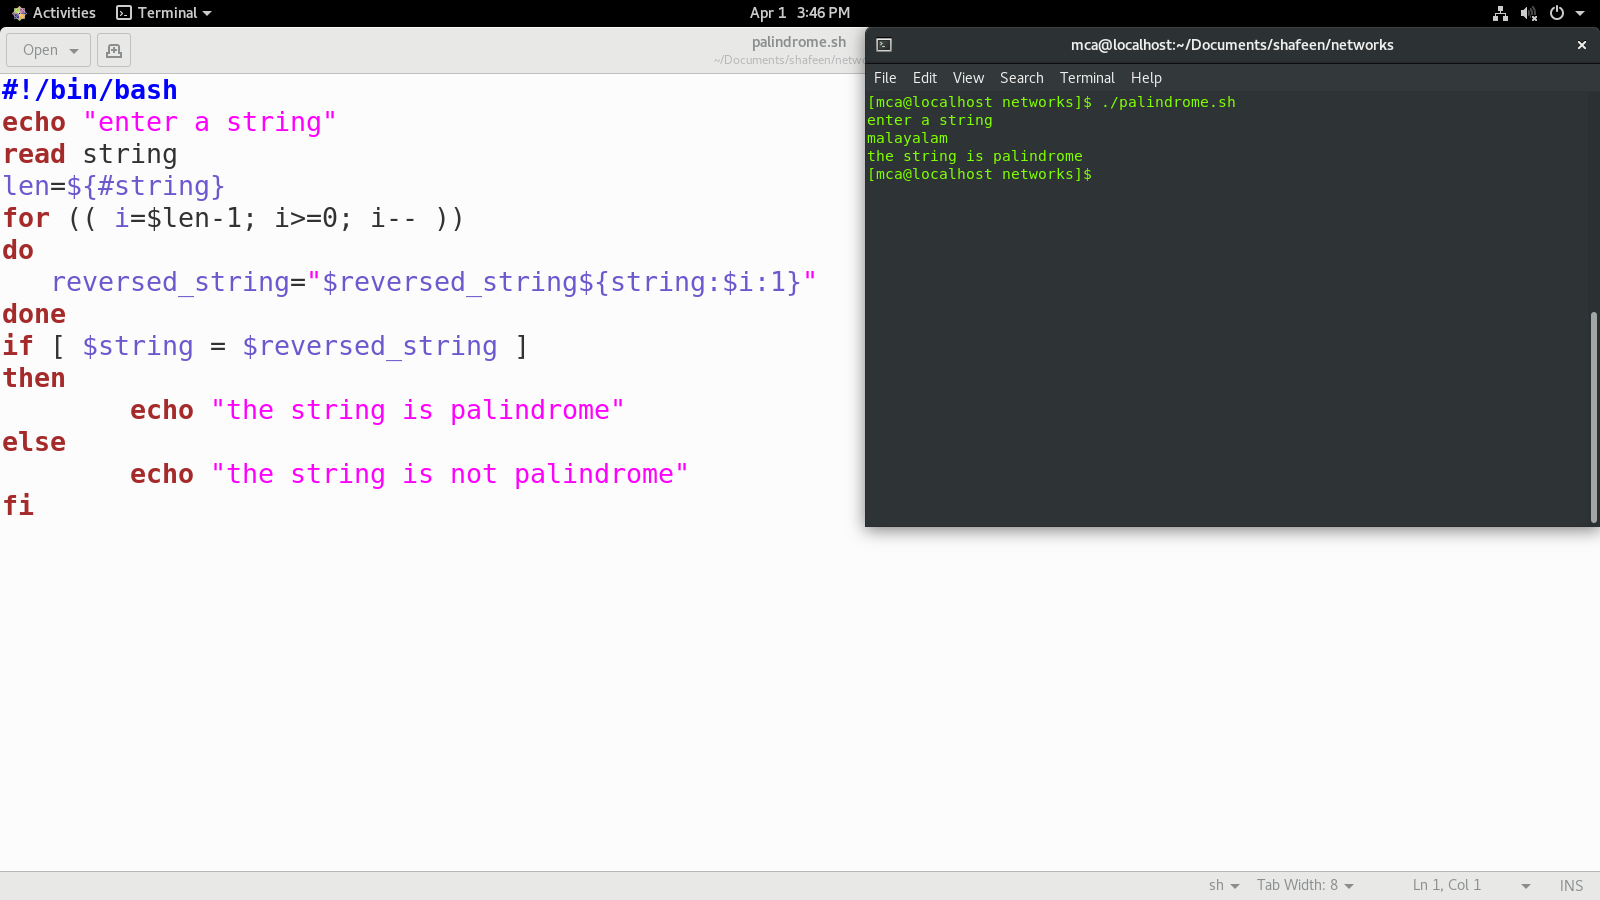 Activities Terminal Apr 1 3:46 PM
Open palindrome.sh
~/Documents/shafeen/netwo
#!/bin/bash
echo "enter a string"
read string
len=${#string}
for (( i=$len-1; i>=0; i-- ))
do
   reversed_string="$reversed_string${string:$i:1}"
done
if [ $string = $reversed_string ]
then
        echo "the string is palindrome"
else
        echo "the string is not palindrome"
fi
mca@localhost:~/Documents/shafeen/networks
File Edit View Search Terminal Help
[mca@localhost networks]$ ./palindrome.sh
enter a string
malayalam
the string is palindrome
[mca@localhost networks]$
sh Tab Width: 8 Ln 1, Col 1 INS